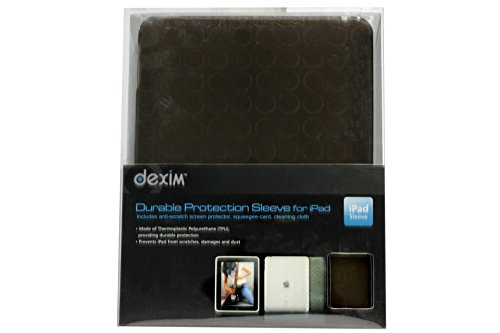 dexim™
Durable Protection Sleeve for iPad
Includes anti-scratch screen protector, squeegee-card, cleaning cloth
iPad
Sleeve
• Made of Thermoplastic Polyurethane (TPU),
providing durable protection
• Prevents iPad from scratches, damages and dust